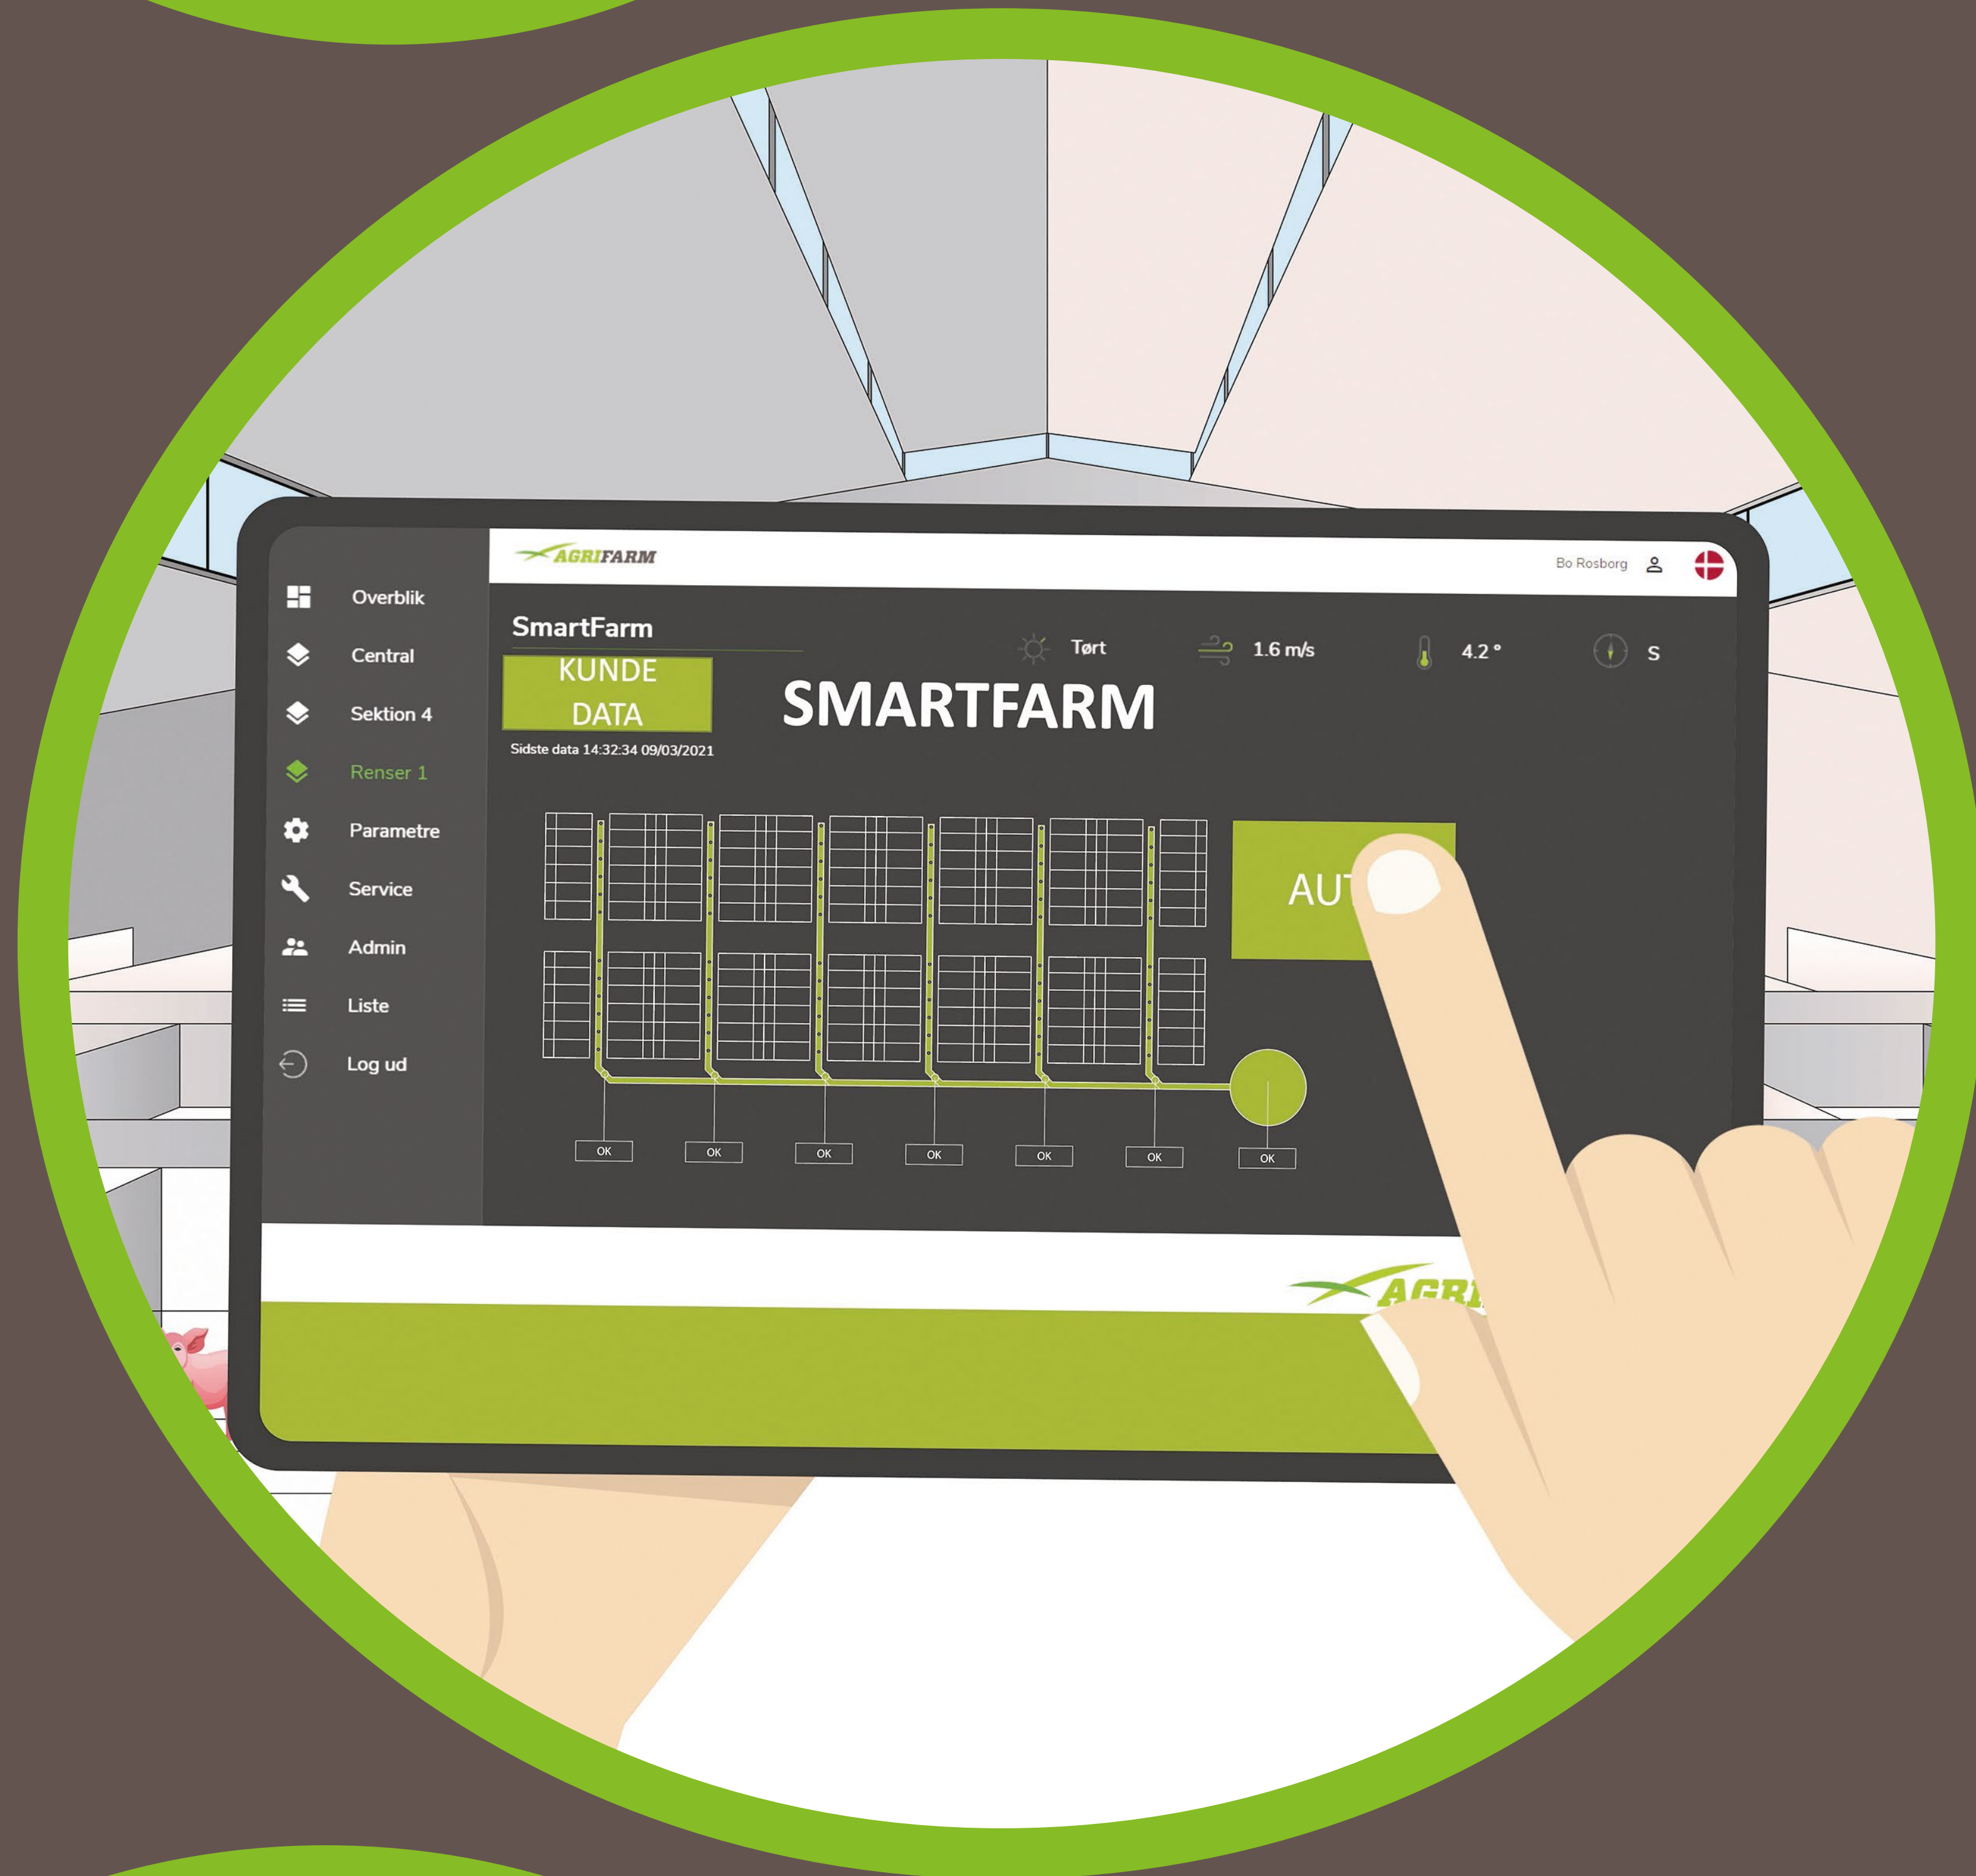 AGRIFARM
Bo Rosborg
Overblik
Central
Sektion 4
Renser 1
Parametre
Service
Admin
Liste
Log ud
SmartFarm
Tørt
1.6 m/s
4.2 °
S
KUNDE
DATA
SMARTFARM
Sidste data 14:32:34 09/03/2021
OK
OK
OK
OK
OK
OK
OK